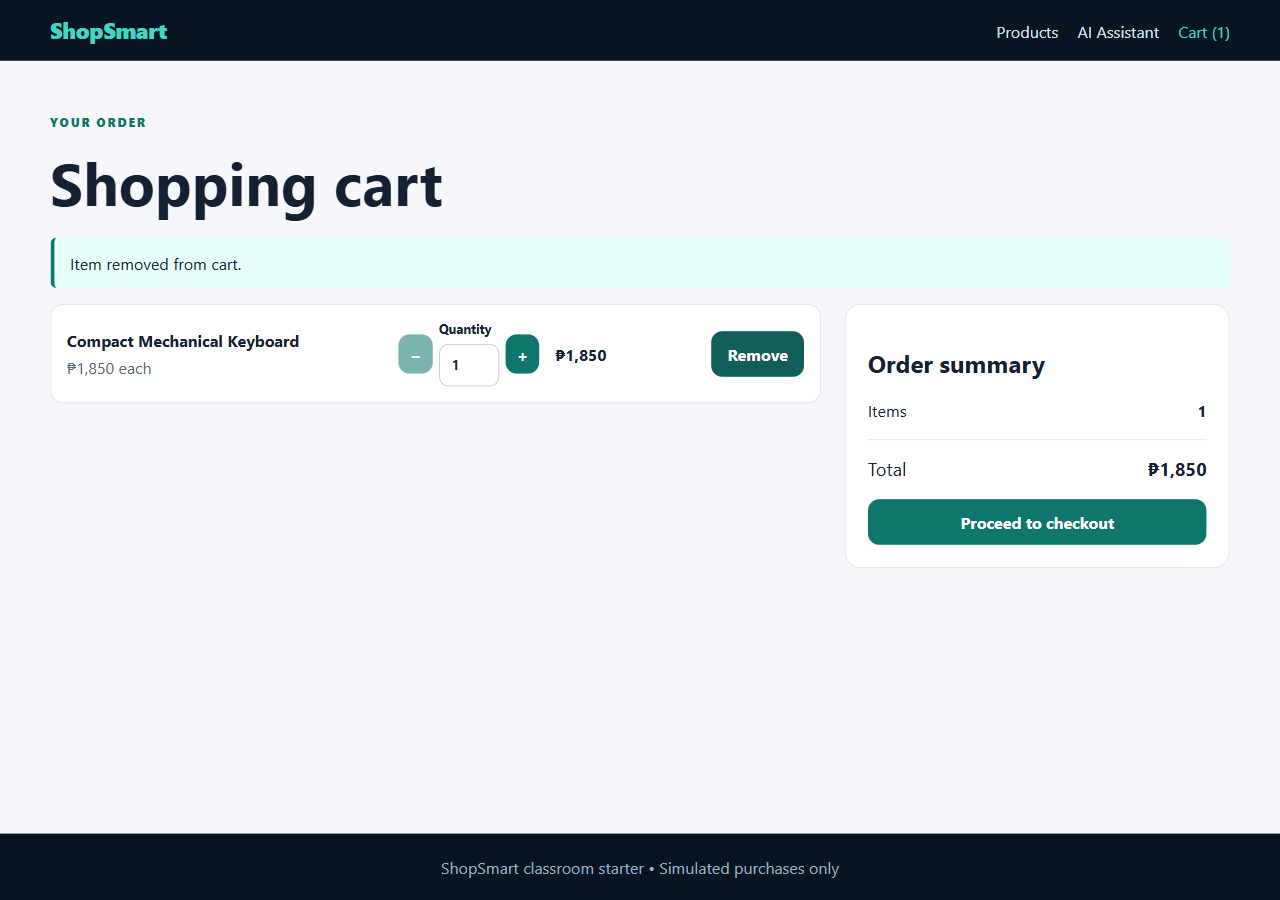 ShopSmart
Products AI Assistant Cart (1)
YOUR ORDER
Shopping cart
Item removed from cart.
Compact Mechanical Keyboard
₱1,850 each
−
Quantity
1
+
₱1,850
Remove
Order summary
Items 1
Total ₱1,850
Proceed to checkout
ShopSmart classroom starter • Simulated purchases only